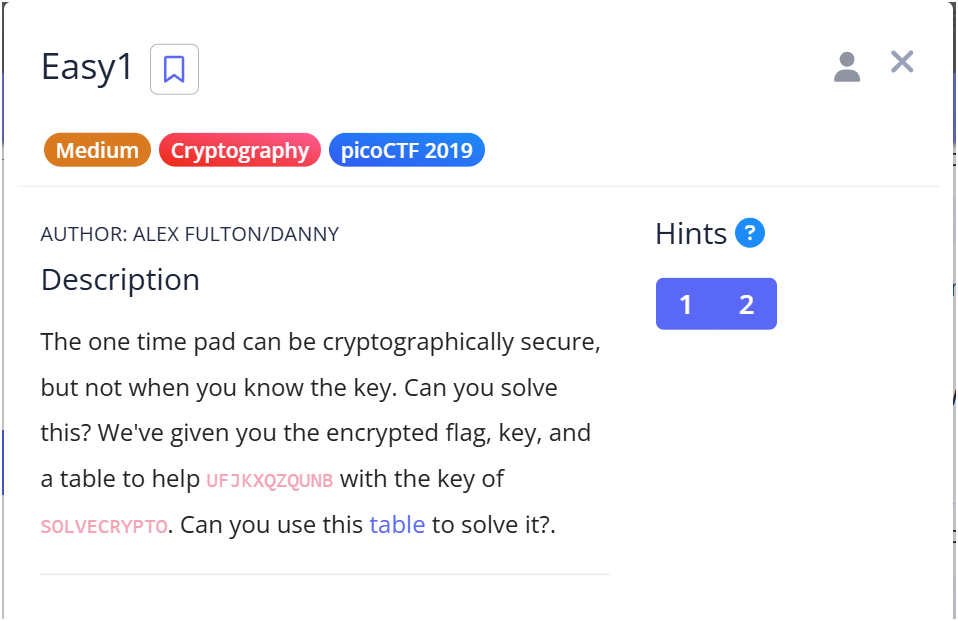 Easy1
Medium Cryptography picoCTF 2019
AUTHOR: ALEX FULTON/DANNY
Description
The one time pad can be cryptographically secure,
but not when you know the key. Can you solve
this? We've given you the encrypted flag, key, and
a table to help UFJKXQZQUNB with the key of
SOLVECRYPTO. Can you use this table to solve it?.
Hints ?
1 2